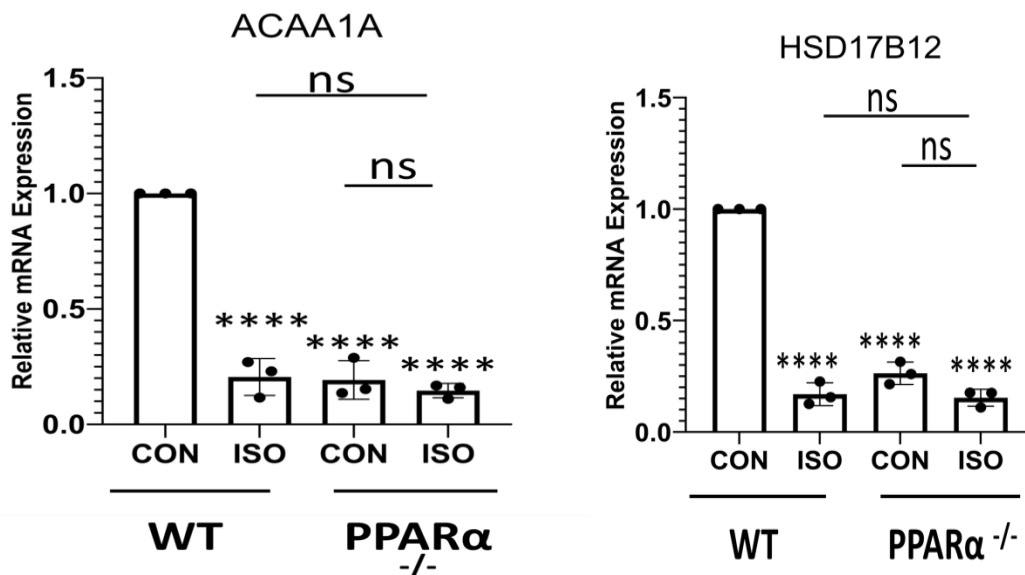 ACAA1A
Relative mRNA Expression
1.5
1.0
0.5
0.0
ns
ns
****
****
****
CON ISO CON ISO
WT PPARα
-/-
HSD17B12
Relative mRNA Expression
1.5
1.0
0.5
0.0
ns
ns
****
****
****
CON ISO CON ISO
WT PPARα -/-